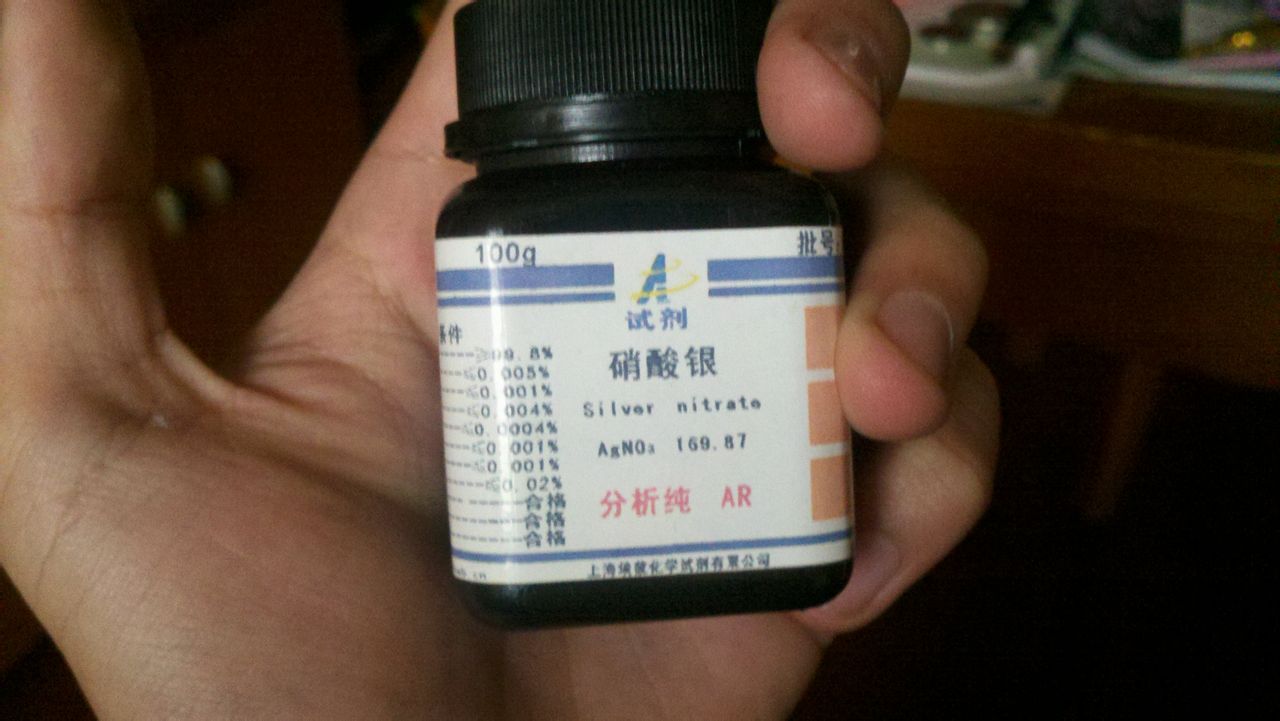 100g
批号
试剂
条件
≥99.8%
≤0.005%
≤0.001%
≤0.004%
≤0.0004%
≤0.001%
≤0.001%
≤0.02%
合格
合格
合格
硝酸银
Silver nitrate
AgNO₃ 169.87
分析纯 AR